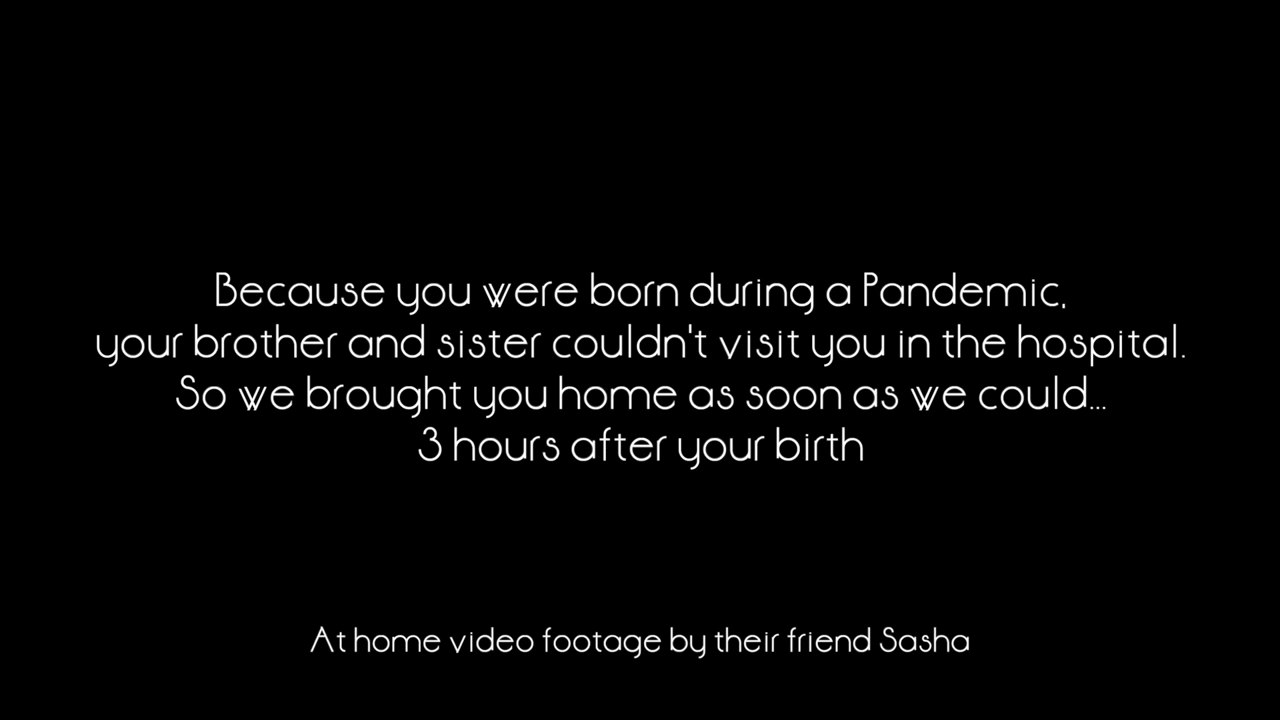 Because you were born during a Pandemic,
your brother and sister couldn't visit you in the hospital.
So we brought you home as soon as we could...
3 hours after your birth
At home video footage by their friend Sasha